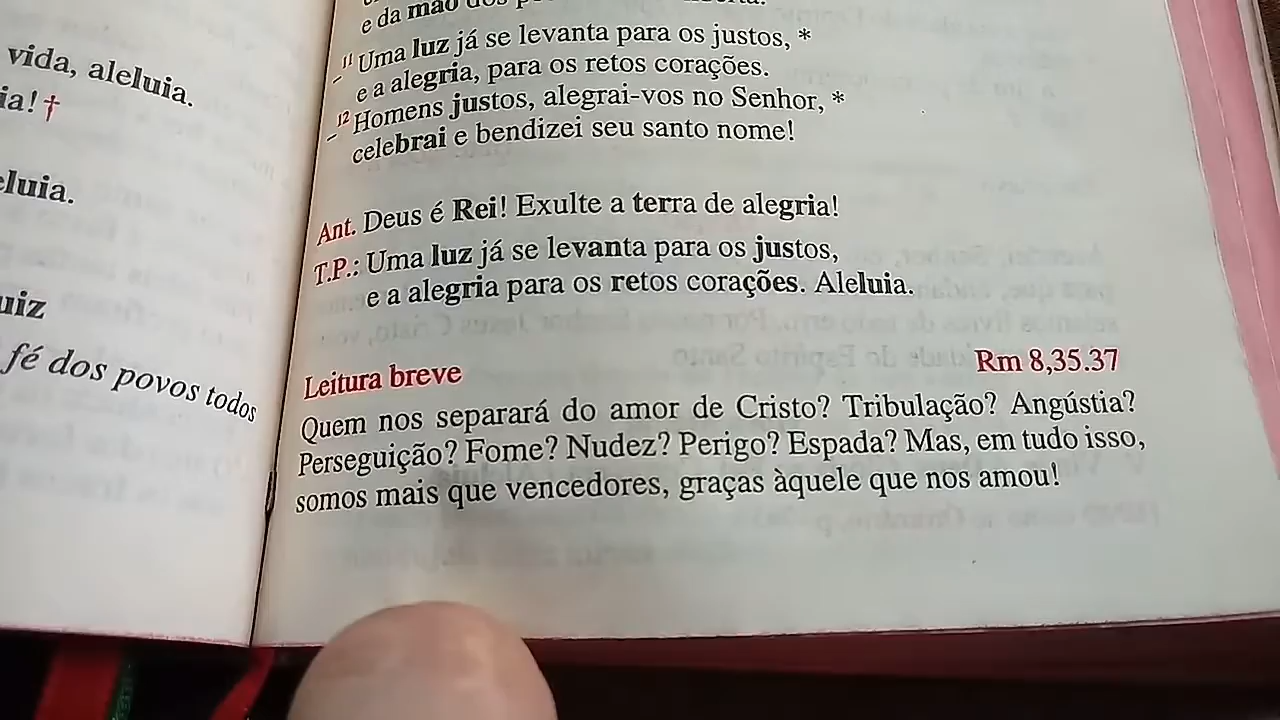 vida, aleluia.
ia! †
eluia.
uiz
fé dos povos todos
e da mão
11 Uma luz já se levanta para os justos, *
– e a alegria, para os retos corações.
12 Homens justos, alegrai-vos no Senhor, *
– celebrai e bendizei seu santo nome!
Ant. Deus é Rei! Exulte a terra de alegria!
T.P.: Uma luz já se levanta para os justos,
e a alegria para os retos corações. Aleluia.
Leitura breve Rm 8,35.37
Quem nos separará do amor de Cristo? Tribulação? Angústia?
Perseguição? Fome? Nudez? Perigo? Espada? Mas, em tudo isso,
somos mais que vencedores, graças àquele que nos amou!